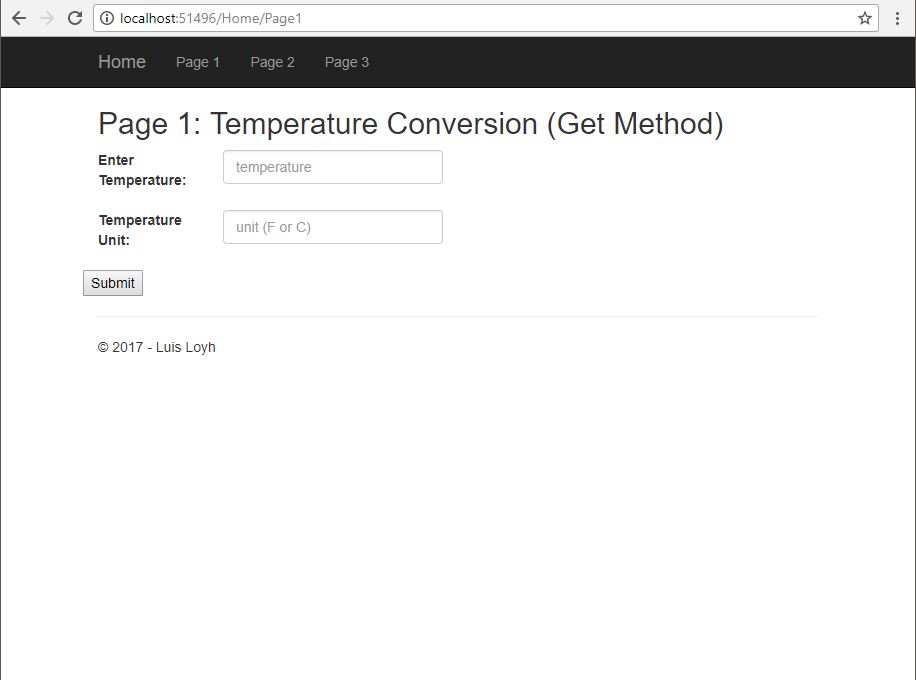 localhost:51496/Home/Page1
Home Page 1 Page 2 Page 3
Page 1: Temperature Conversion (Get Method)
Enter
Temperature:
temperature
Temperature
Unit:
unit (F or C)
Submit
© 2017 - Luis Loyh